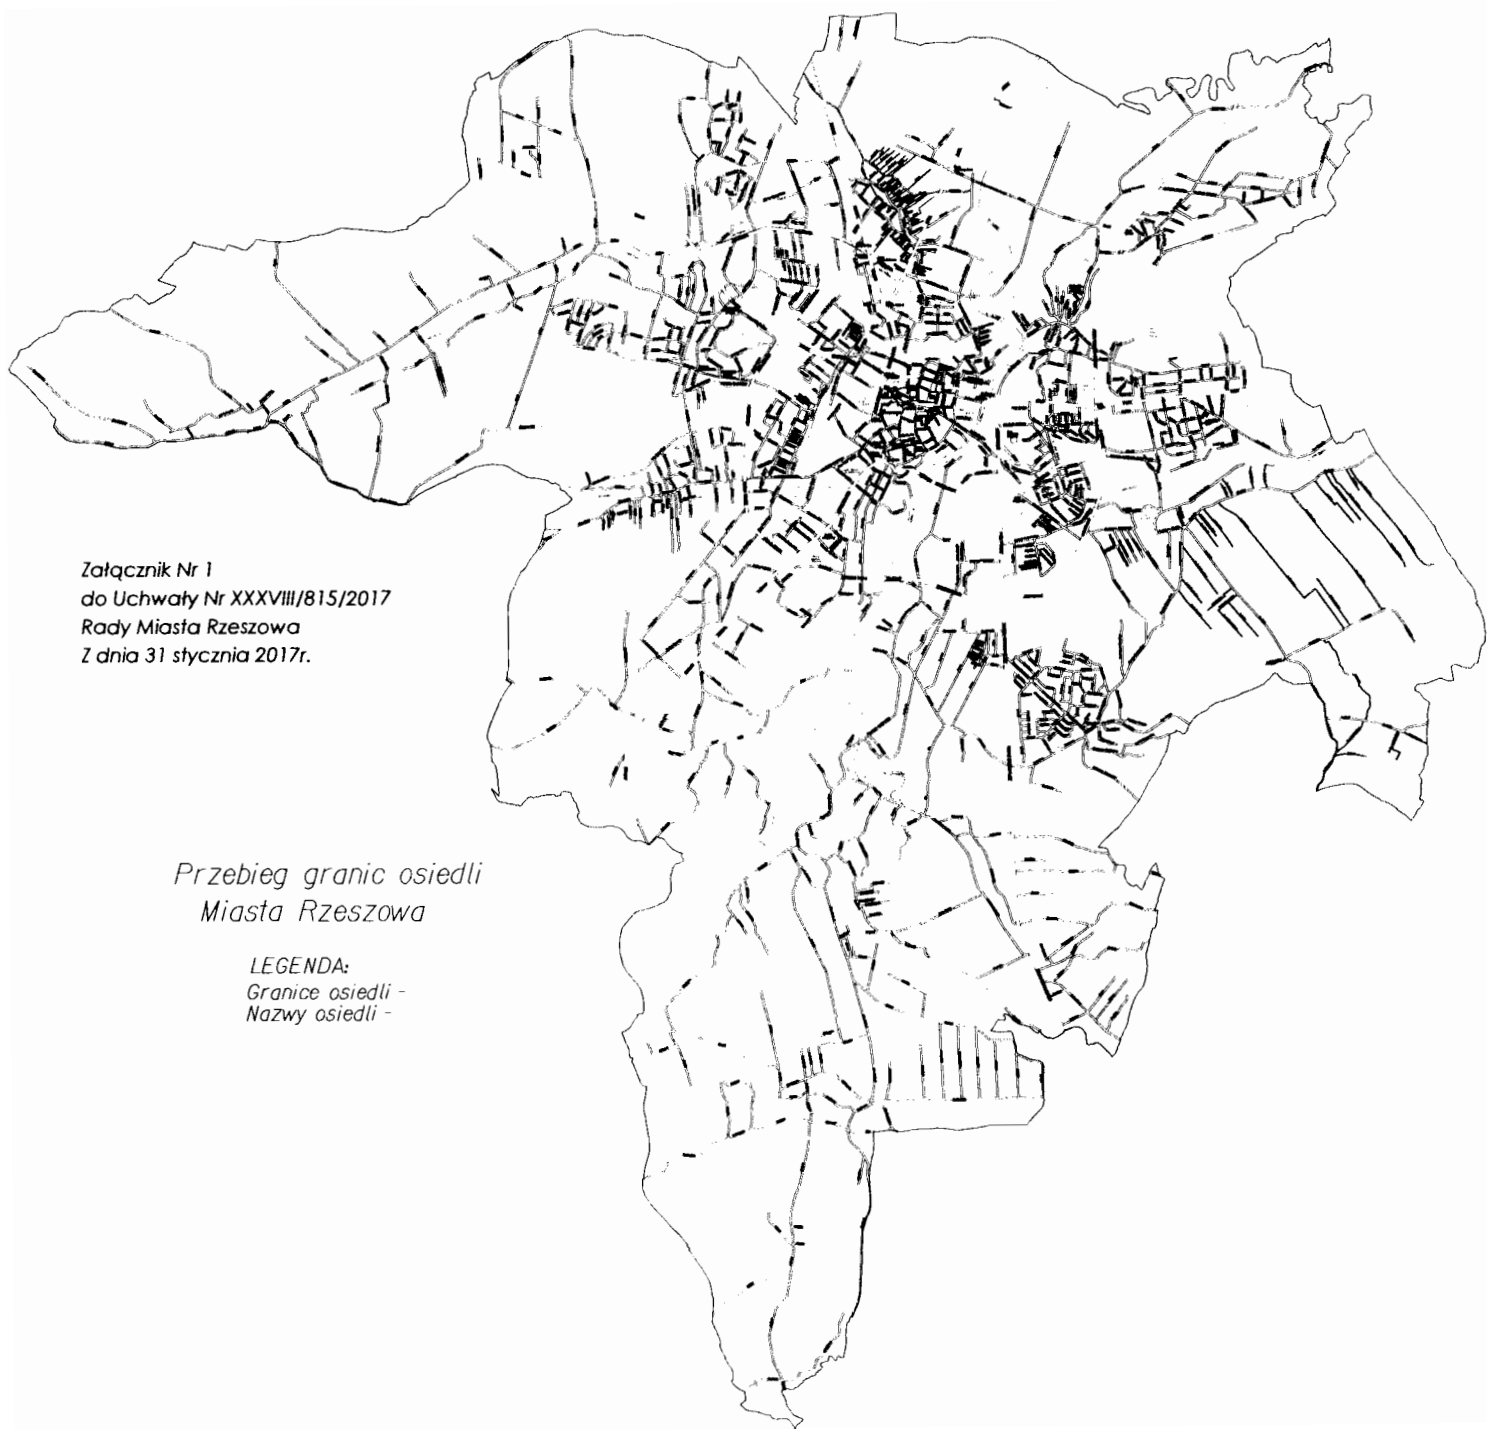 Załącznik Nr 1
do Uchwały Nr XXXVIII/815/2017
Rady Miasta Rzeszowa
Z dnia 31 stycznia 2017r.
Przebieg granic osiedli
Miasta Rzeszowa
LEGENDA:
Granice osiedli -
Nazwy osiedli -